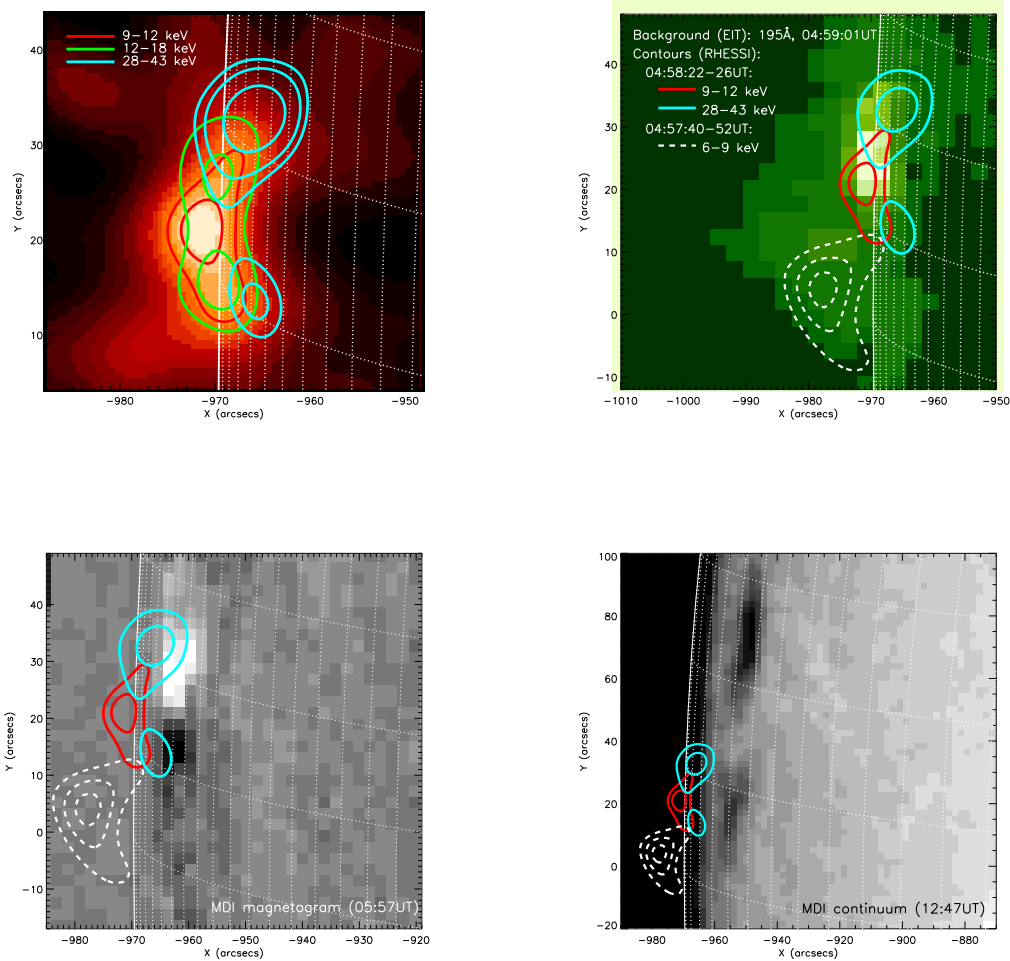 9-12 keV
12-18 keV
28-43 keV
40
30
20
10
Y (arcsecs)
-980
-970
-960
-950
X (arcsecs)
Background (EIT): 195Å, 04:59:01UT
Contours (RHESSI):
04:58:22-26UT:
9-12 keV
28-43 keV
04:57:40-52UT:
6-9 keV
40
30
20
10
0
-10
Y (arcsecs)
-1010
-1000
-990
-980
-970
-960
-950
X (arcsecs)
40
30
20
10
0
-10
Y (arcsecs)
MDI magnetogram (05:57UT)
-980
-970
-960
-950
-940
-930
-920
X (arcsecs)
100
80
60
40
20
0
-20
Y (arcsecs)
MDI continuum (12:47UT)
-980
-960
-940
-920
-900
-880
X (arcsecs)